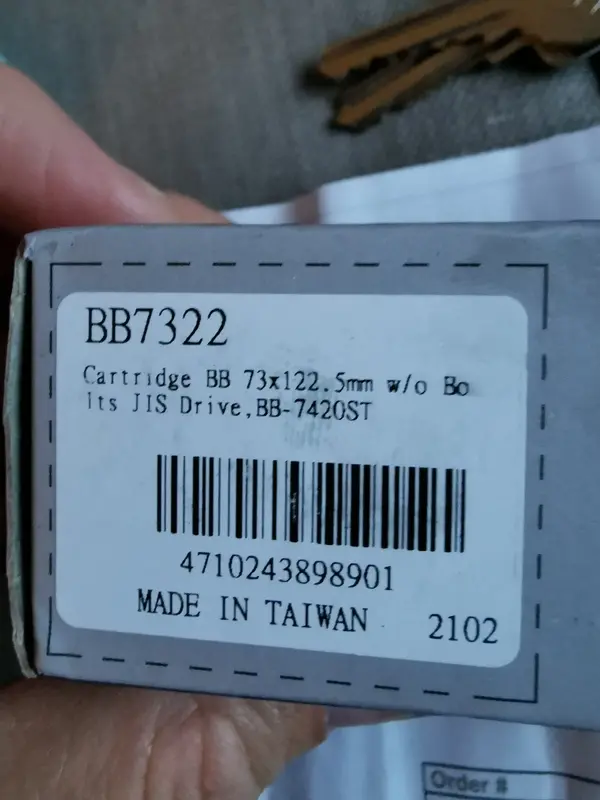 BB7322
Cartridge BB 73x122.5mm w/o Bo
lts JIS Drive,BB-7420ST
4710243898901
MADE IN TAIWAN 2102
Order #